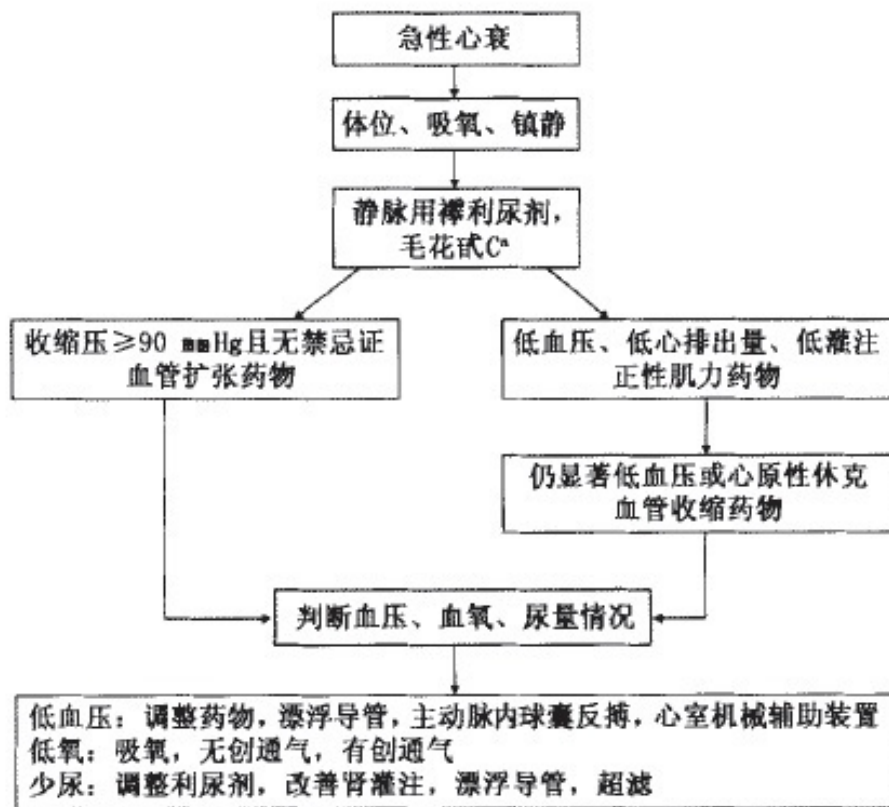 急性心衰
体位、吸氧、镇静
静脉用襻利尿剂，
毛花甙Cª
收缩压≥90 mmHg且无禁忌证
血管扩张药物
低血压、低心排出量、低灌注
正性肌力药物
仍显著低血压或心原性休克
血管收缩药物
判断血压、血氧、尿量情况
低血压：调整药物，漂浮导管，主动脉内球囊反搏，心室机械辅助装置
低氧：吸氧，无创通气，有创通气
少尿：调整利尿剂，改善肾灌注，漂浮导管，超滤